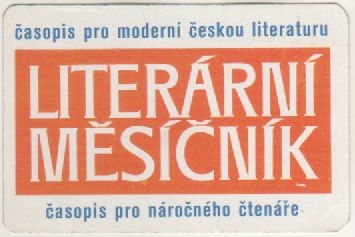 časopis pro moderní českou literaturu
LITERÁRNÍ
MĚSÍČNÍK
časopis pro náročného čtenáře